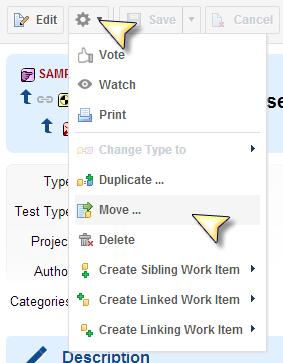 Edit Save Cancel
Vote
SAMP
Watch
se
Print
Change Type to
Type
Duplicate ...
Test Type
Move ...
Projec
Delete
Autho
Create Sibling Work Item
Categories
Create Linked Work Item
Create Linking Work Item
Description